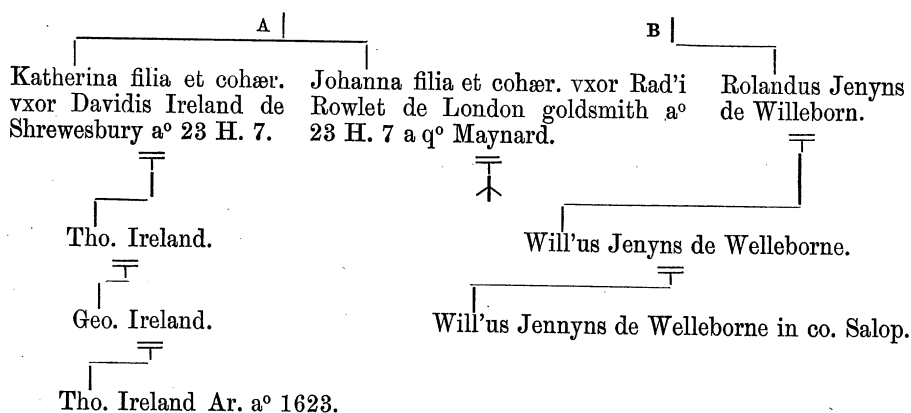 A
B
Katherina filia et cohær.
vxor Davidis Ireland de
Shrewesbury aº 23 H. 7.
Johanna filia et cohær. vxor Rad'i
Rowlet de London goldsmith aº
23 H. 7 a qº Maynard.
Rolandus Jenyns
de Willeborn.
Tho. Ireland.
Will'us Jenyns de Welleborne.
Geo. Ireland.
Will'us Jennyns de Welleborne in co. Salop.
Tho. Ireland Ar. aº 1623.